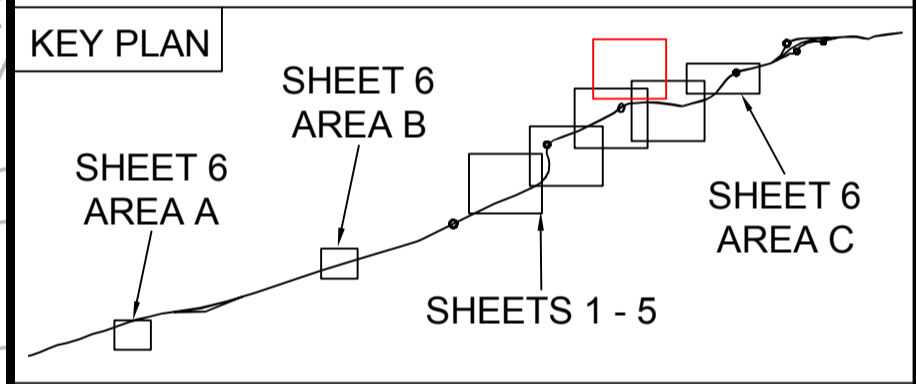 KEY PLAN
SHEET 6
AREA B
SHEET 6
AREA A
SHEET 6
AREA C
SHEETS 1 - 5